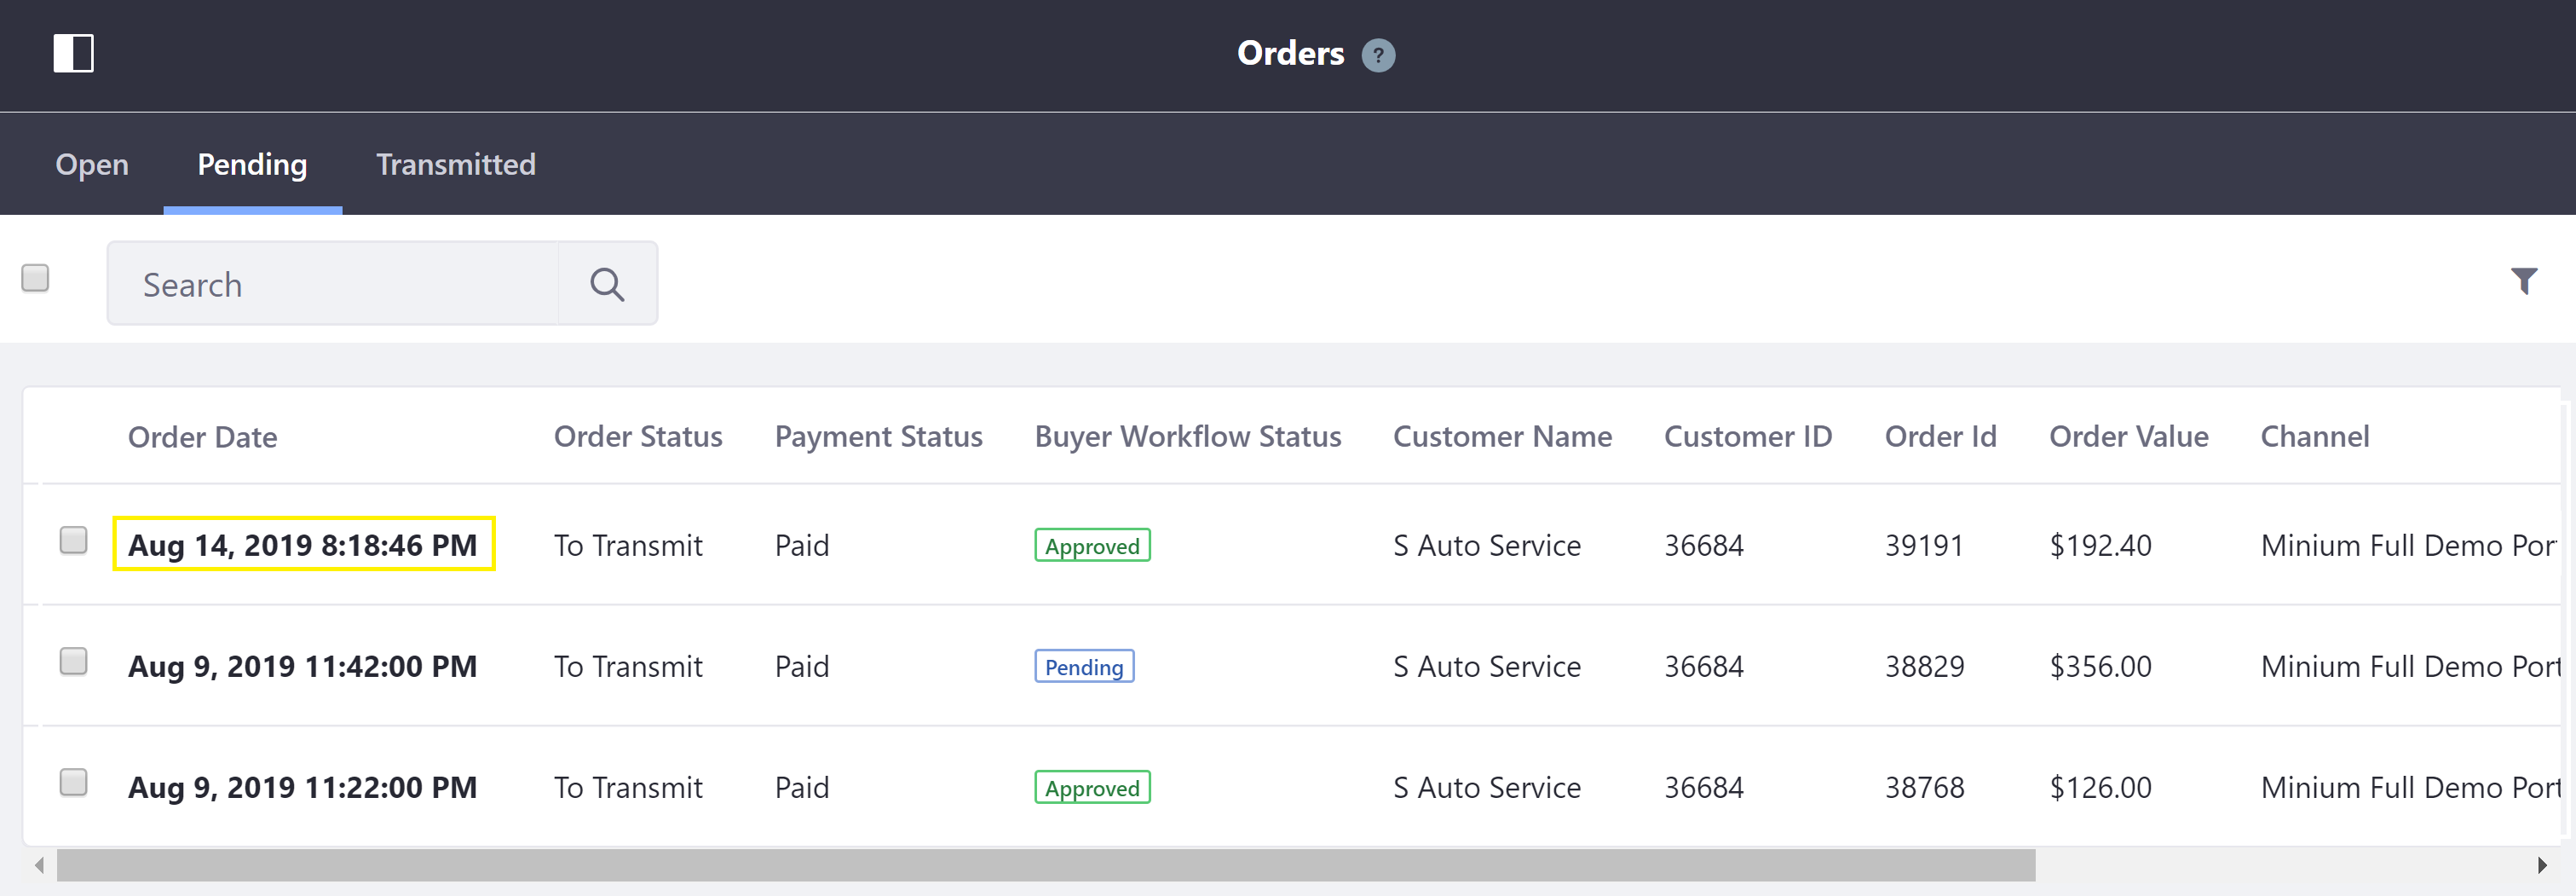 Orders ?
Open Pending Transmitted
Search
Order Date Order Status Payment Status Buyer Workflow Status Customer Name Customer ID Order Id Order Value Channel
Aug 14, 2019 8:18:46 PM To Transmit Paid Approved S Auto Service 36684 39191 $192.40 Minium Full Demo Por
Aug 9, 2019 11:42:00 PM To Transmit Paid Pending S Auto Service 36684 38829 $356.00 Minium Full Demo Port
Aug 9, 2019 11:22:00 PM To Transmit Paid Approved S Auto Service 36684 38768 $126.00 Minium Full Demo Port